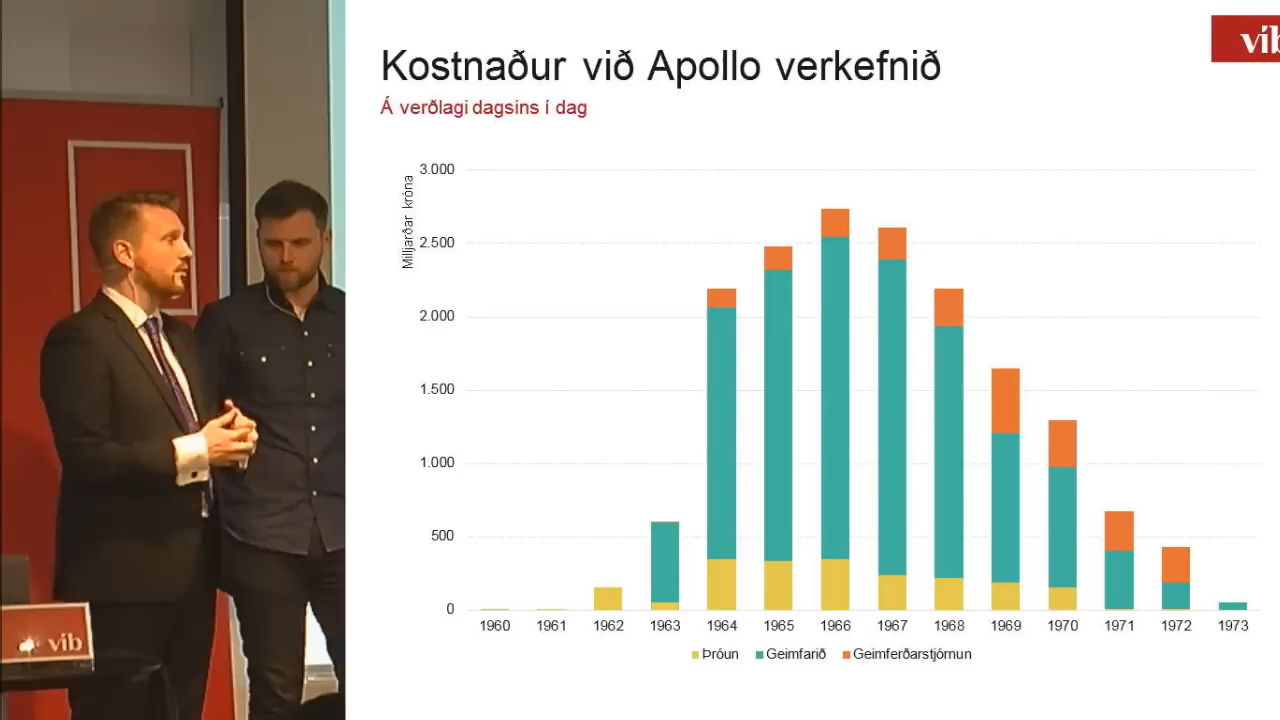 víb
Kostnaður við Apollo verkefnið
Á verðlagi dagsins í dag
Milljarðar króna
3.000
2.500
2.000
1.500
1.000
500
0
1960 1961 1962 1963 1964 1965 1966 1967 1968 1969 1970 1971 1972 1973
Þróun Geimfarið Geimferðarstjórnun
víb